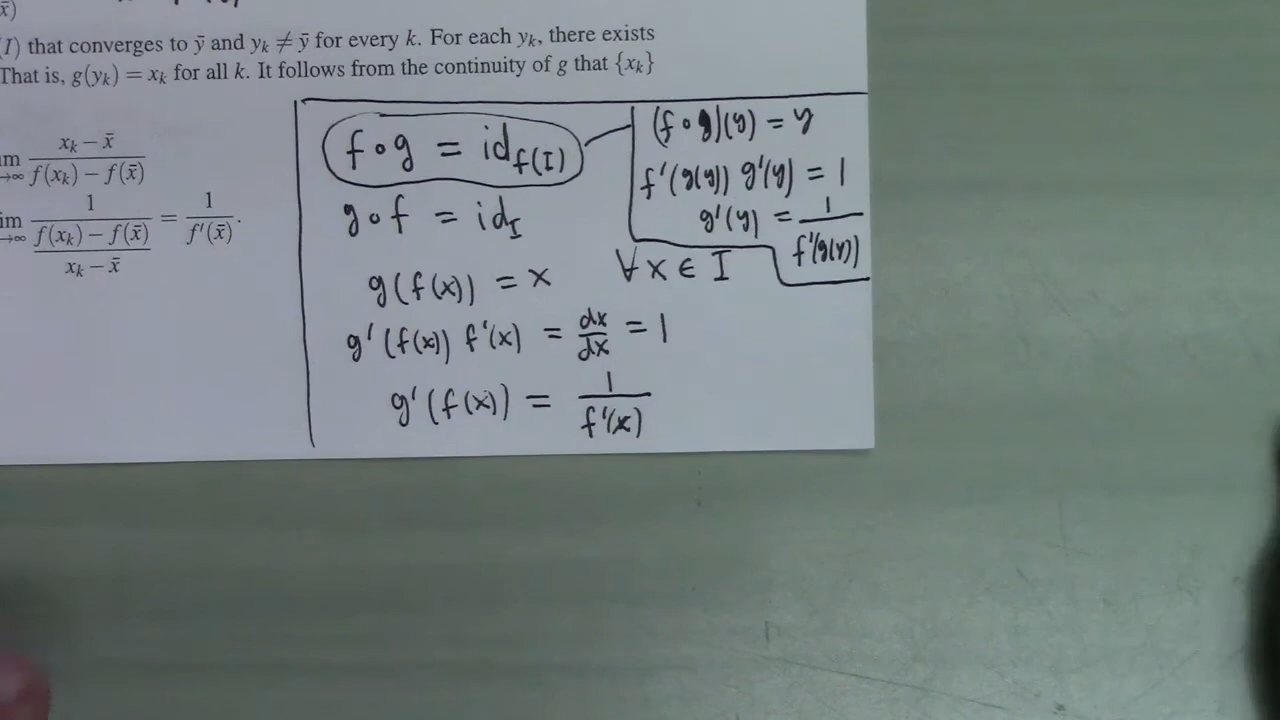 x̄)
(I) that converges to ȳ and yₖ ≠ ȳ for every k. For each yₖ, there exists
That is, g(yₖ) = xₖ for all k. It follows from the continuity of g that {xₖ}
xₖ − x̄
f(xₖ) − f(x̄)
1
f(xₖ) − f(x̄)
xₖ − x̄
= 1 / f'(x̄).
f∘g = id_f(I)
g∘f = id_I
g(f(x)) = x ∀x ∈ I
g'(f(x)) f'(x) = dx/dx = 1
g'(f(x)) = 1 / f'(x)
(f∘g)(y) = y
f'(g(y)) g'(y) = 1
g'(y) = 1 / f'(g(y))